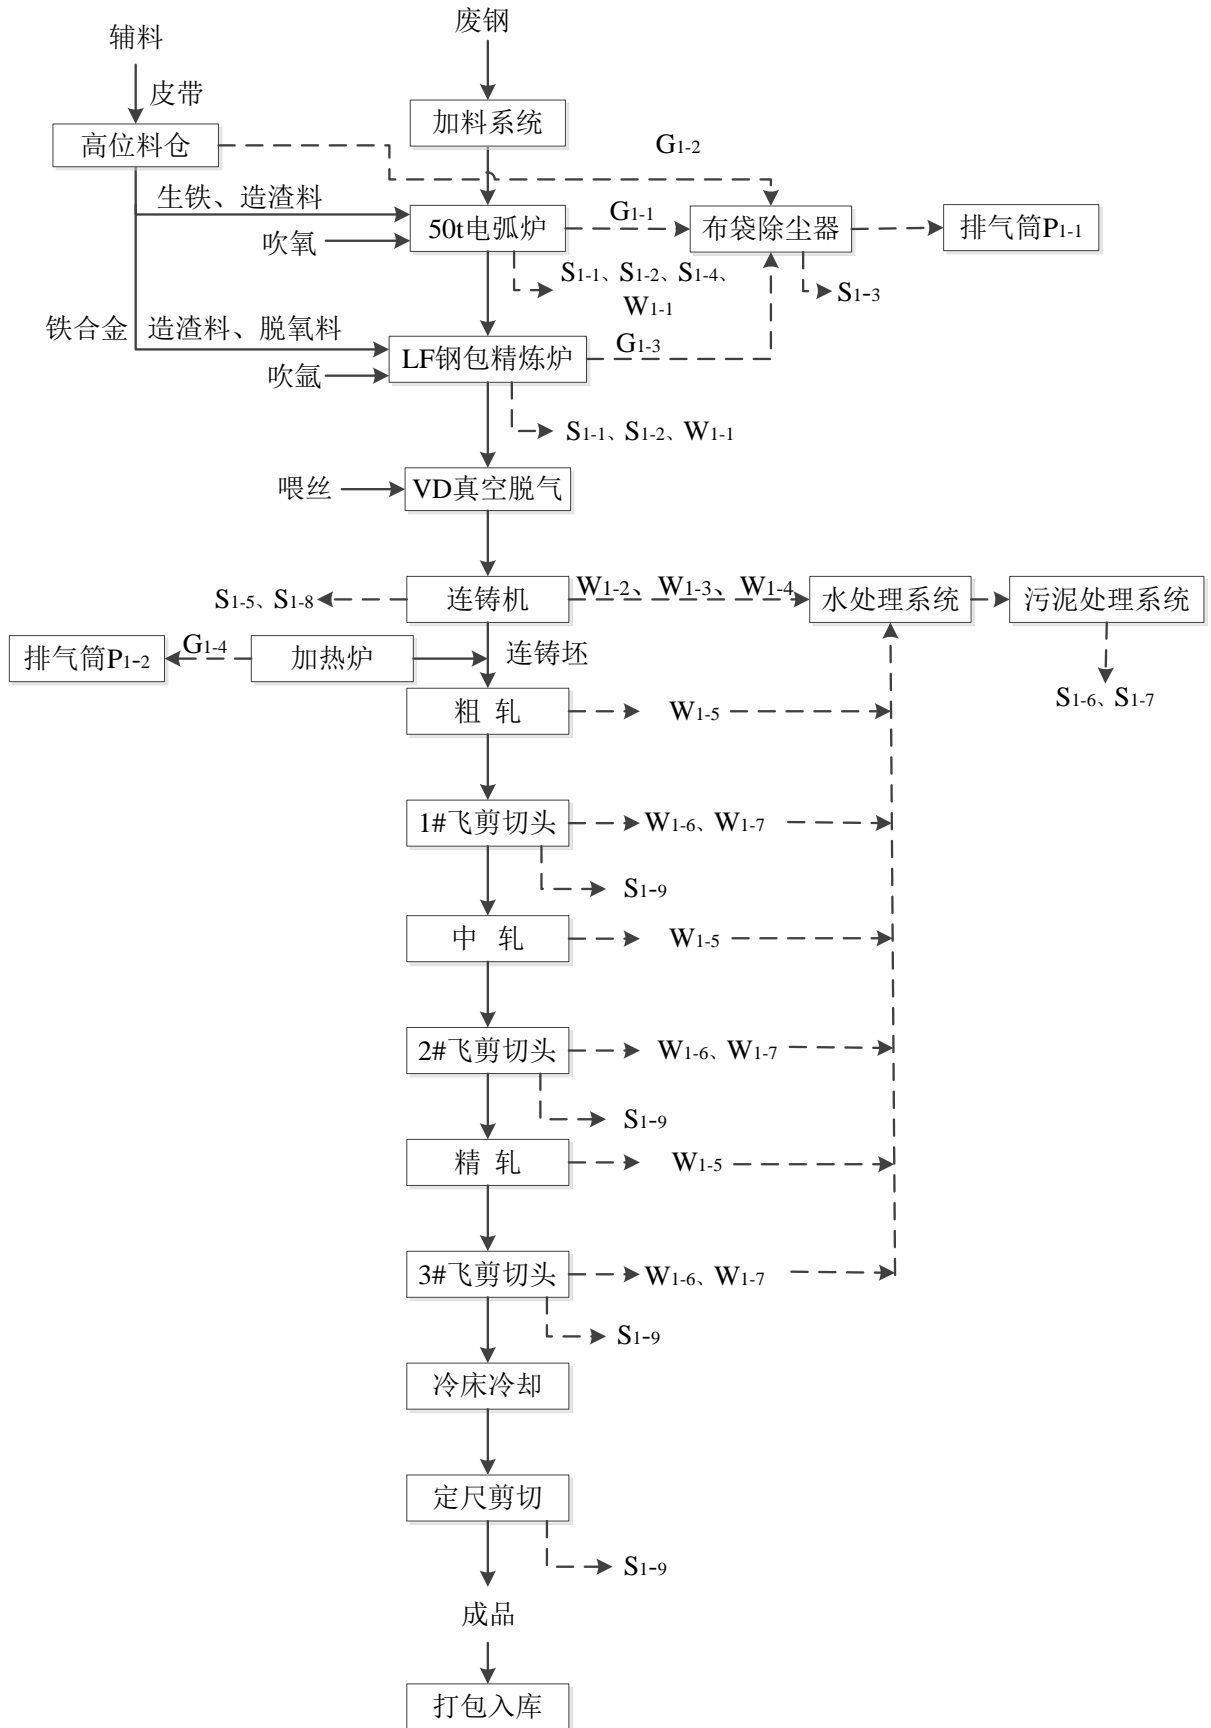 废钢
辅料
皮带
加料系统
高位料仓
G1-2
生铁、造渣料
50t电弧炉
G1-1
布袋除尘器
排气筒P1-1
吹氧
S1-1、S1-2、S1-4、
W1-1
S1-3
铁合金
造渣料、脱氧料
LF钢包精炼炉
G1-3
吹氩
S1-1、S1-2、W1-1
喂丝
VD真空脱气
S1-5、S1-8
连铸机
W1-2、W1-3、W1-4
水处理系统
污泥处理系统
排气筒P1-2
G1-4
加热炉
连铸坯
S1-6、S1-7
粗 轧
W1-5
1#飞剪切头
W1-6、W1-7
S1-9
中 轧
W1-5
2#飞剪切头
W1-6、W1-7
S1-9
精 轧
W1-5
3#飞剪切头
W1-6、W1-7
S1-9
冷床冷却
定尺剪切
S1-9
成品
打包入库